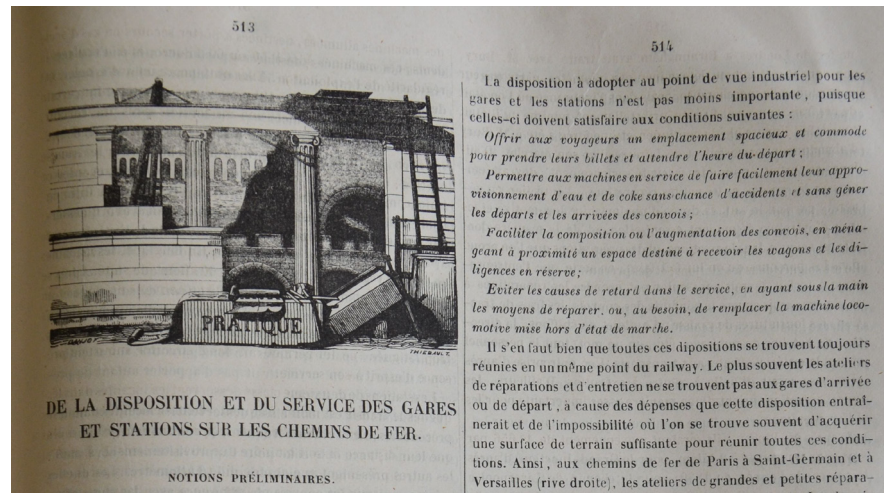 513
PRATIQUE
THIEBAULT.
DE LA DISPOSITION ET DU SERVICE DES GARES
ET STATIONS SUR LES CHEMINS DE FER.
NOTIONS PRÉLIMINAIRES.
514
La disposition à adopter au point de vue industriel pour les
gares et les stations n'est pas moins importante, puisque
celles-ci doivent satisfaire aux conditions suivantes :
Offrir aux voyageurs un emplacement spacieux et commode
pour prendre leurs billets et attendre l'heure du départ ;
Permettre aux machines en service de faire facilement leur appro-
visionnement d'eau et de coke sans chance d'accidents et sans gêner
les départs et les arrivées des convois ;
Faciliter la composition ou l'augmentation des convois, en ména-
geant à proximité un espace destiné à recevoir les wagons et les di-
ligences en réserve ;
Eviter les causes de retard dans le service, en ayant sous la main
les moyens de réparer, ou, au besoin, de remplacer la machine loco-
motive mise hors d'état de marche.
Il s'en faut bien que toutes ces dipositions se trouvent toujours
réunies en un même point du railway. Le plus souvent les ateliers
de réparations et d'entretien ne se trouvent pas aux gares d'arrivée
ou de départ, à cause des dépenses que cette disposition entraî-
nerait et de l'impossibilité où l'on se trouve souvent d'acquérir
une surface de terrain suffisante pour réunir toutes ces condi-
tions. Ainsi, aux chemins de fer de Paris à Saint-Germain et à
Versailles (rive droite), les ateliers de grandes et petites répara-